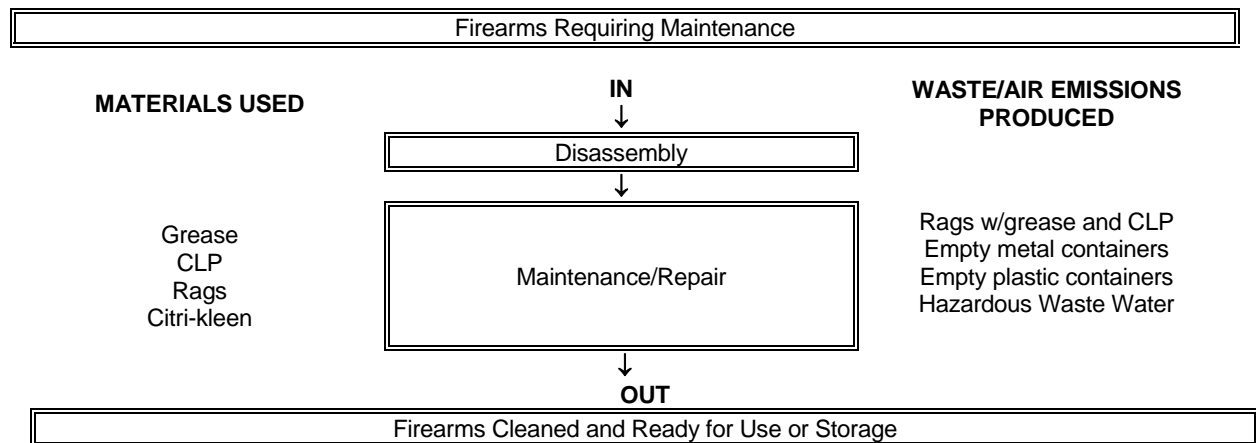 Firearms Requiring Maintenance
MATERIALS USED
IN
↓
WASTE/AIR EMISSIONS
PRODUCED
Disassembly
↓
Grease
CLP
Rags
Citri-kleen
Maintenance/Repair
Rags w/grease and CLP
Empty metal containers
Empty plastic containers
Hazardous Waste Water
↓
OUT
Firearms Cleaned and Ready for Use or Storage